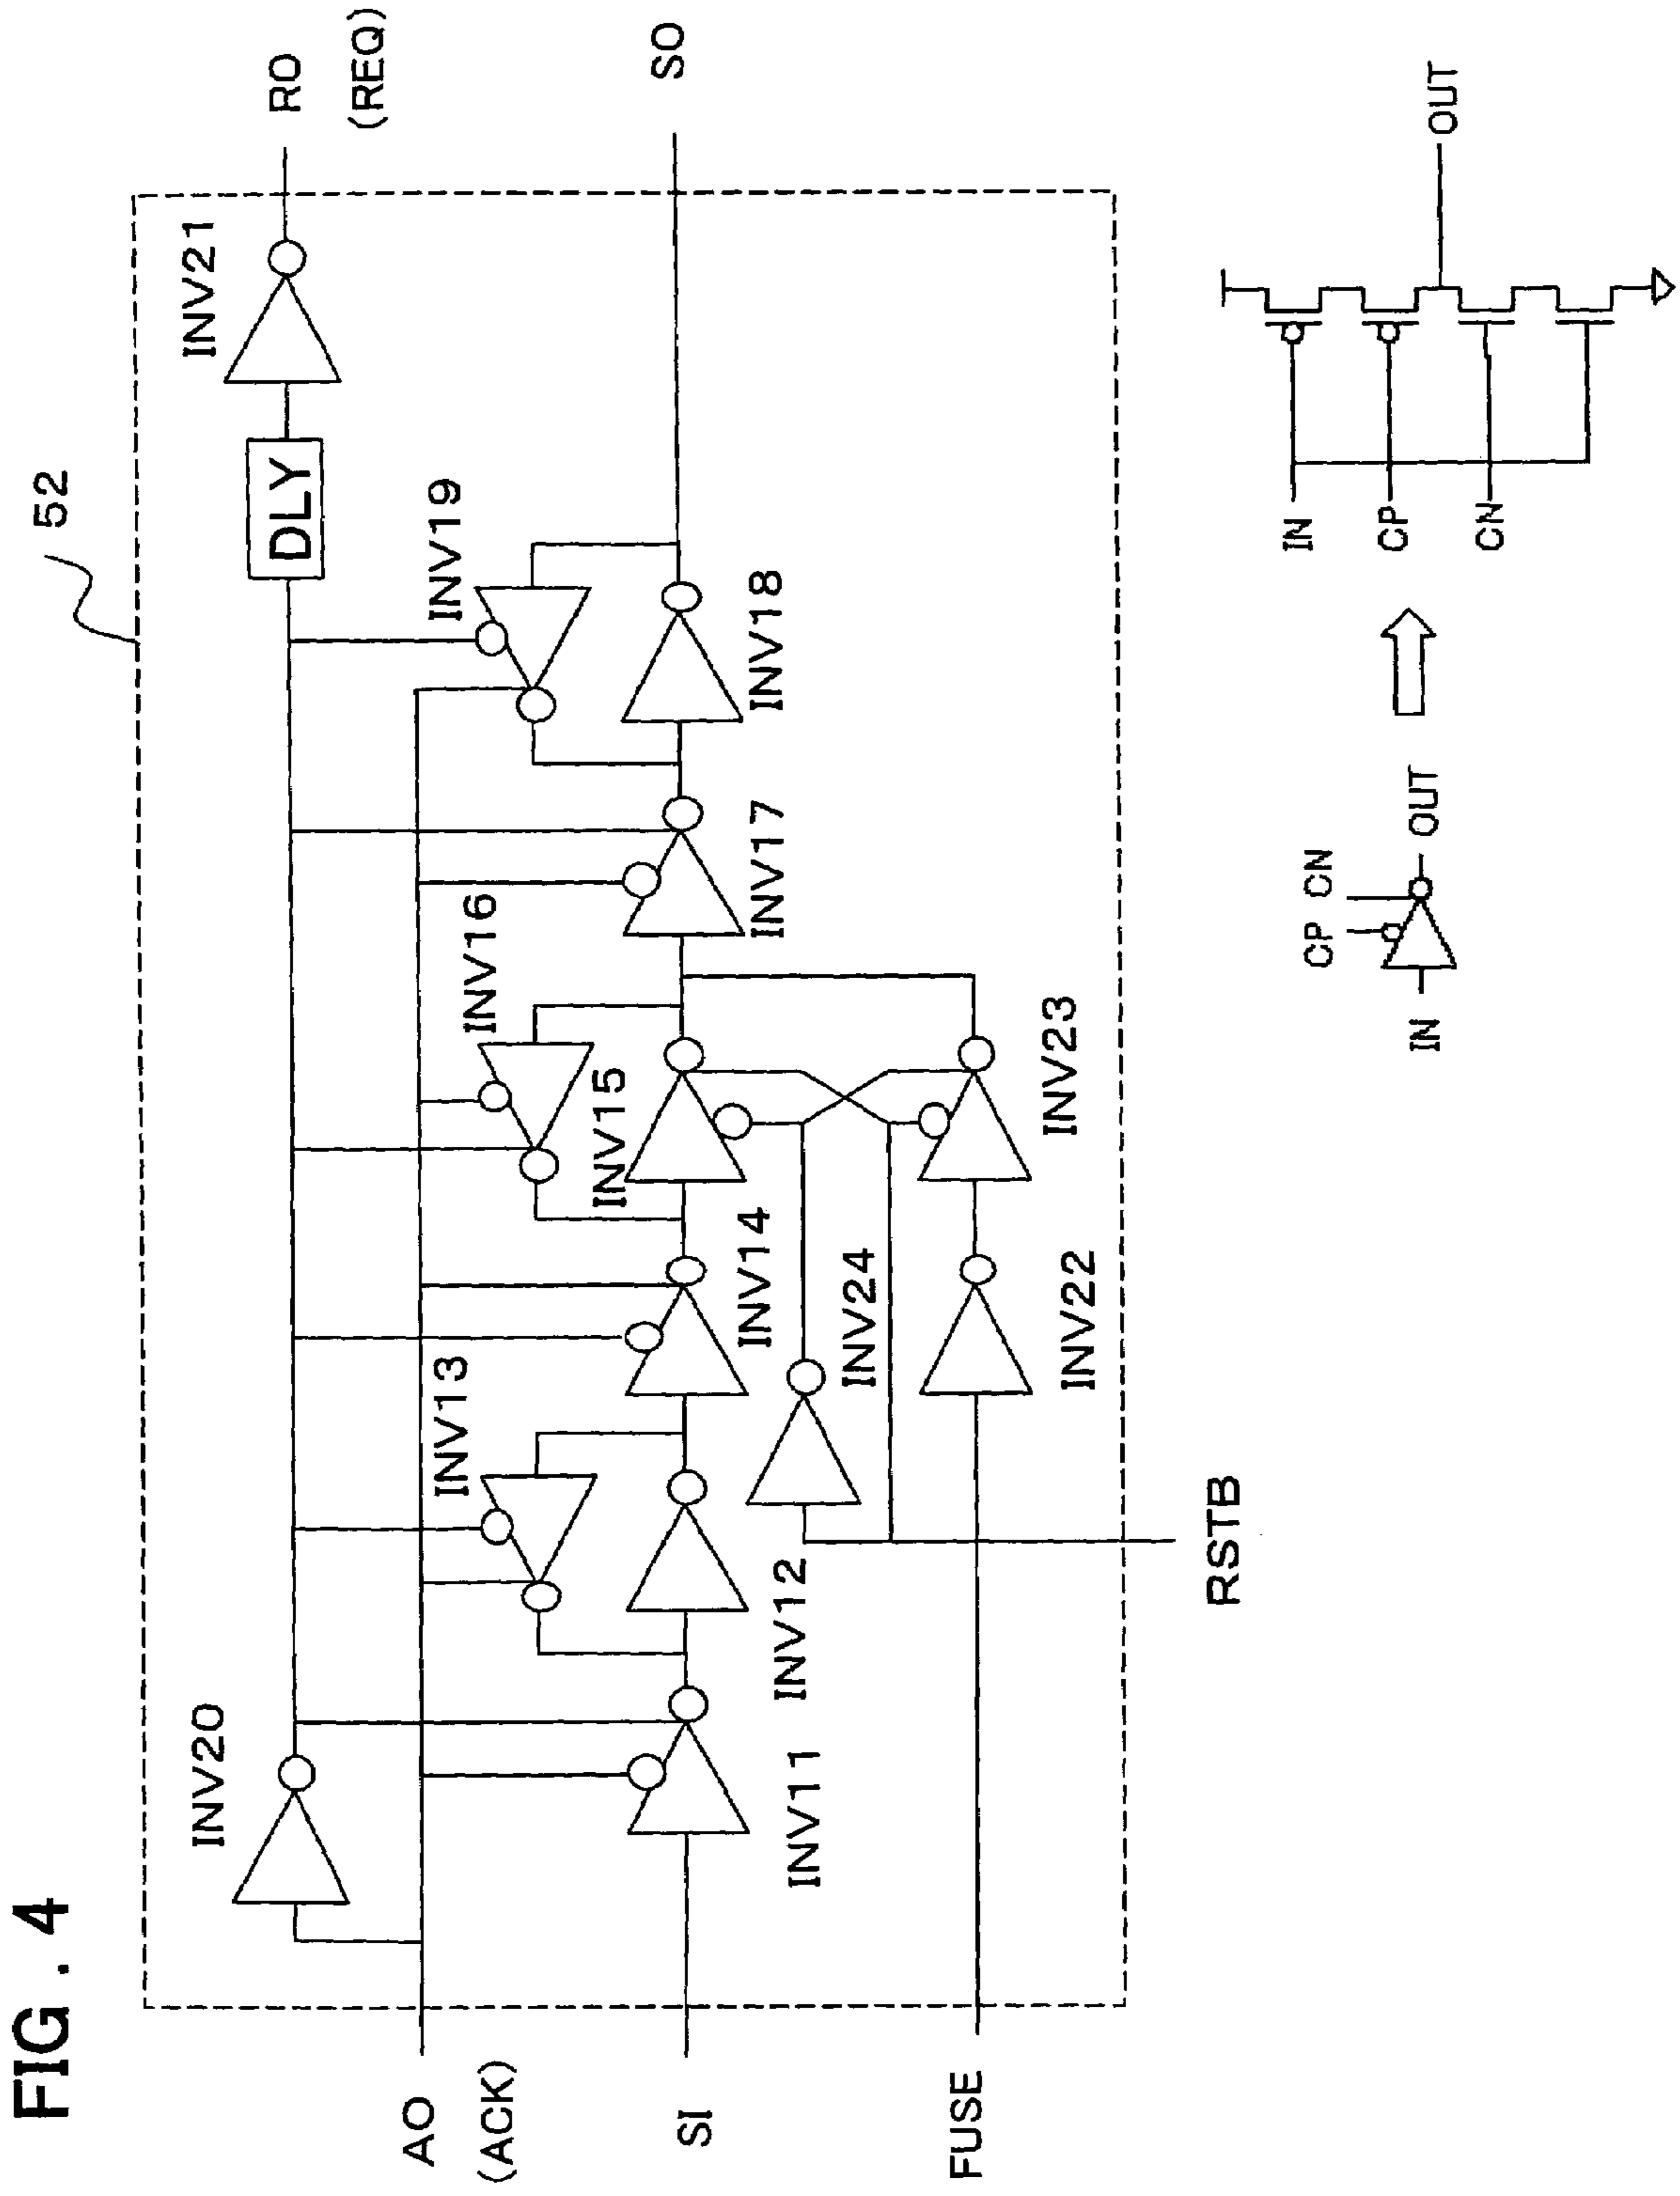 FIG. 4
52
INV20
DLY
INV21
RO
(REQ)
AO
(ACK)
INV13
INV16
INV19
SI
INV11
INV12
INV14
INV15
INV17
INV18
SO
INV24
FUSE
INV22
INV23
RSTB
CP
CN
IN
OUT
IN
CP
CN
OUT